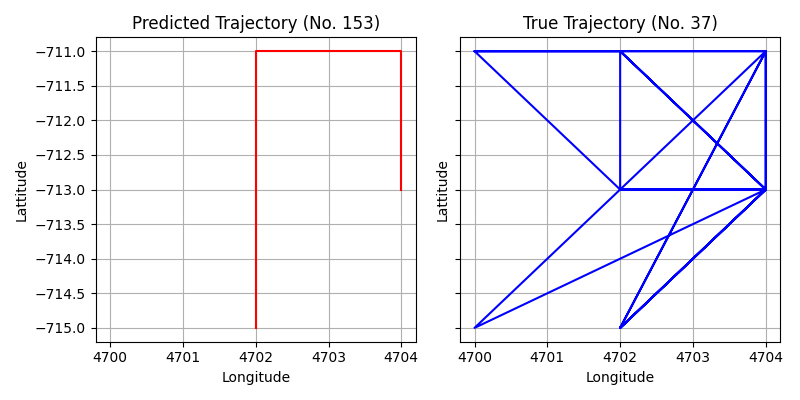 Predicted Trajectory (No. 153)
True Trajectory (No. 37)
−711.0
−711.5
−712.0
−712.5
−713.0
−713.5
−714.0
−714.5
−715.0
Lattitude
Lattitude
4700 4701 4702 4703 4704
4700 4701 4702 4703 4704
Longitude
Longitude